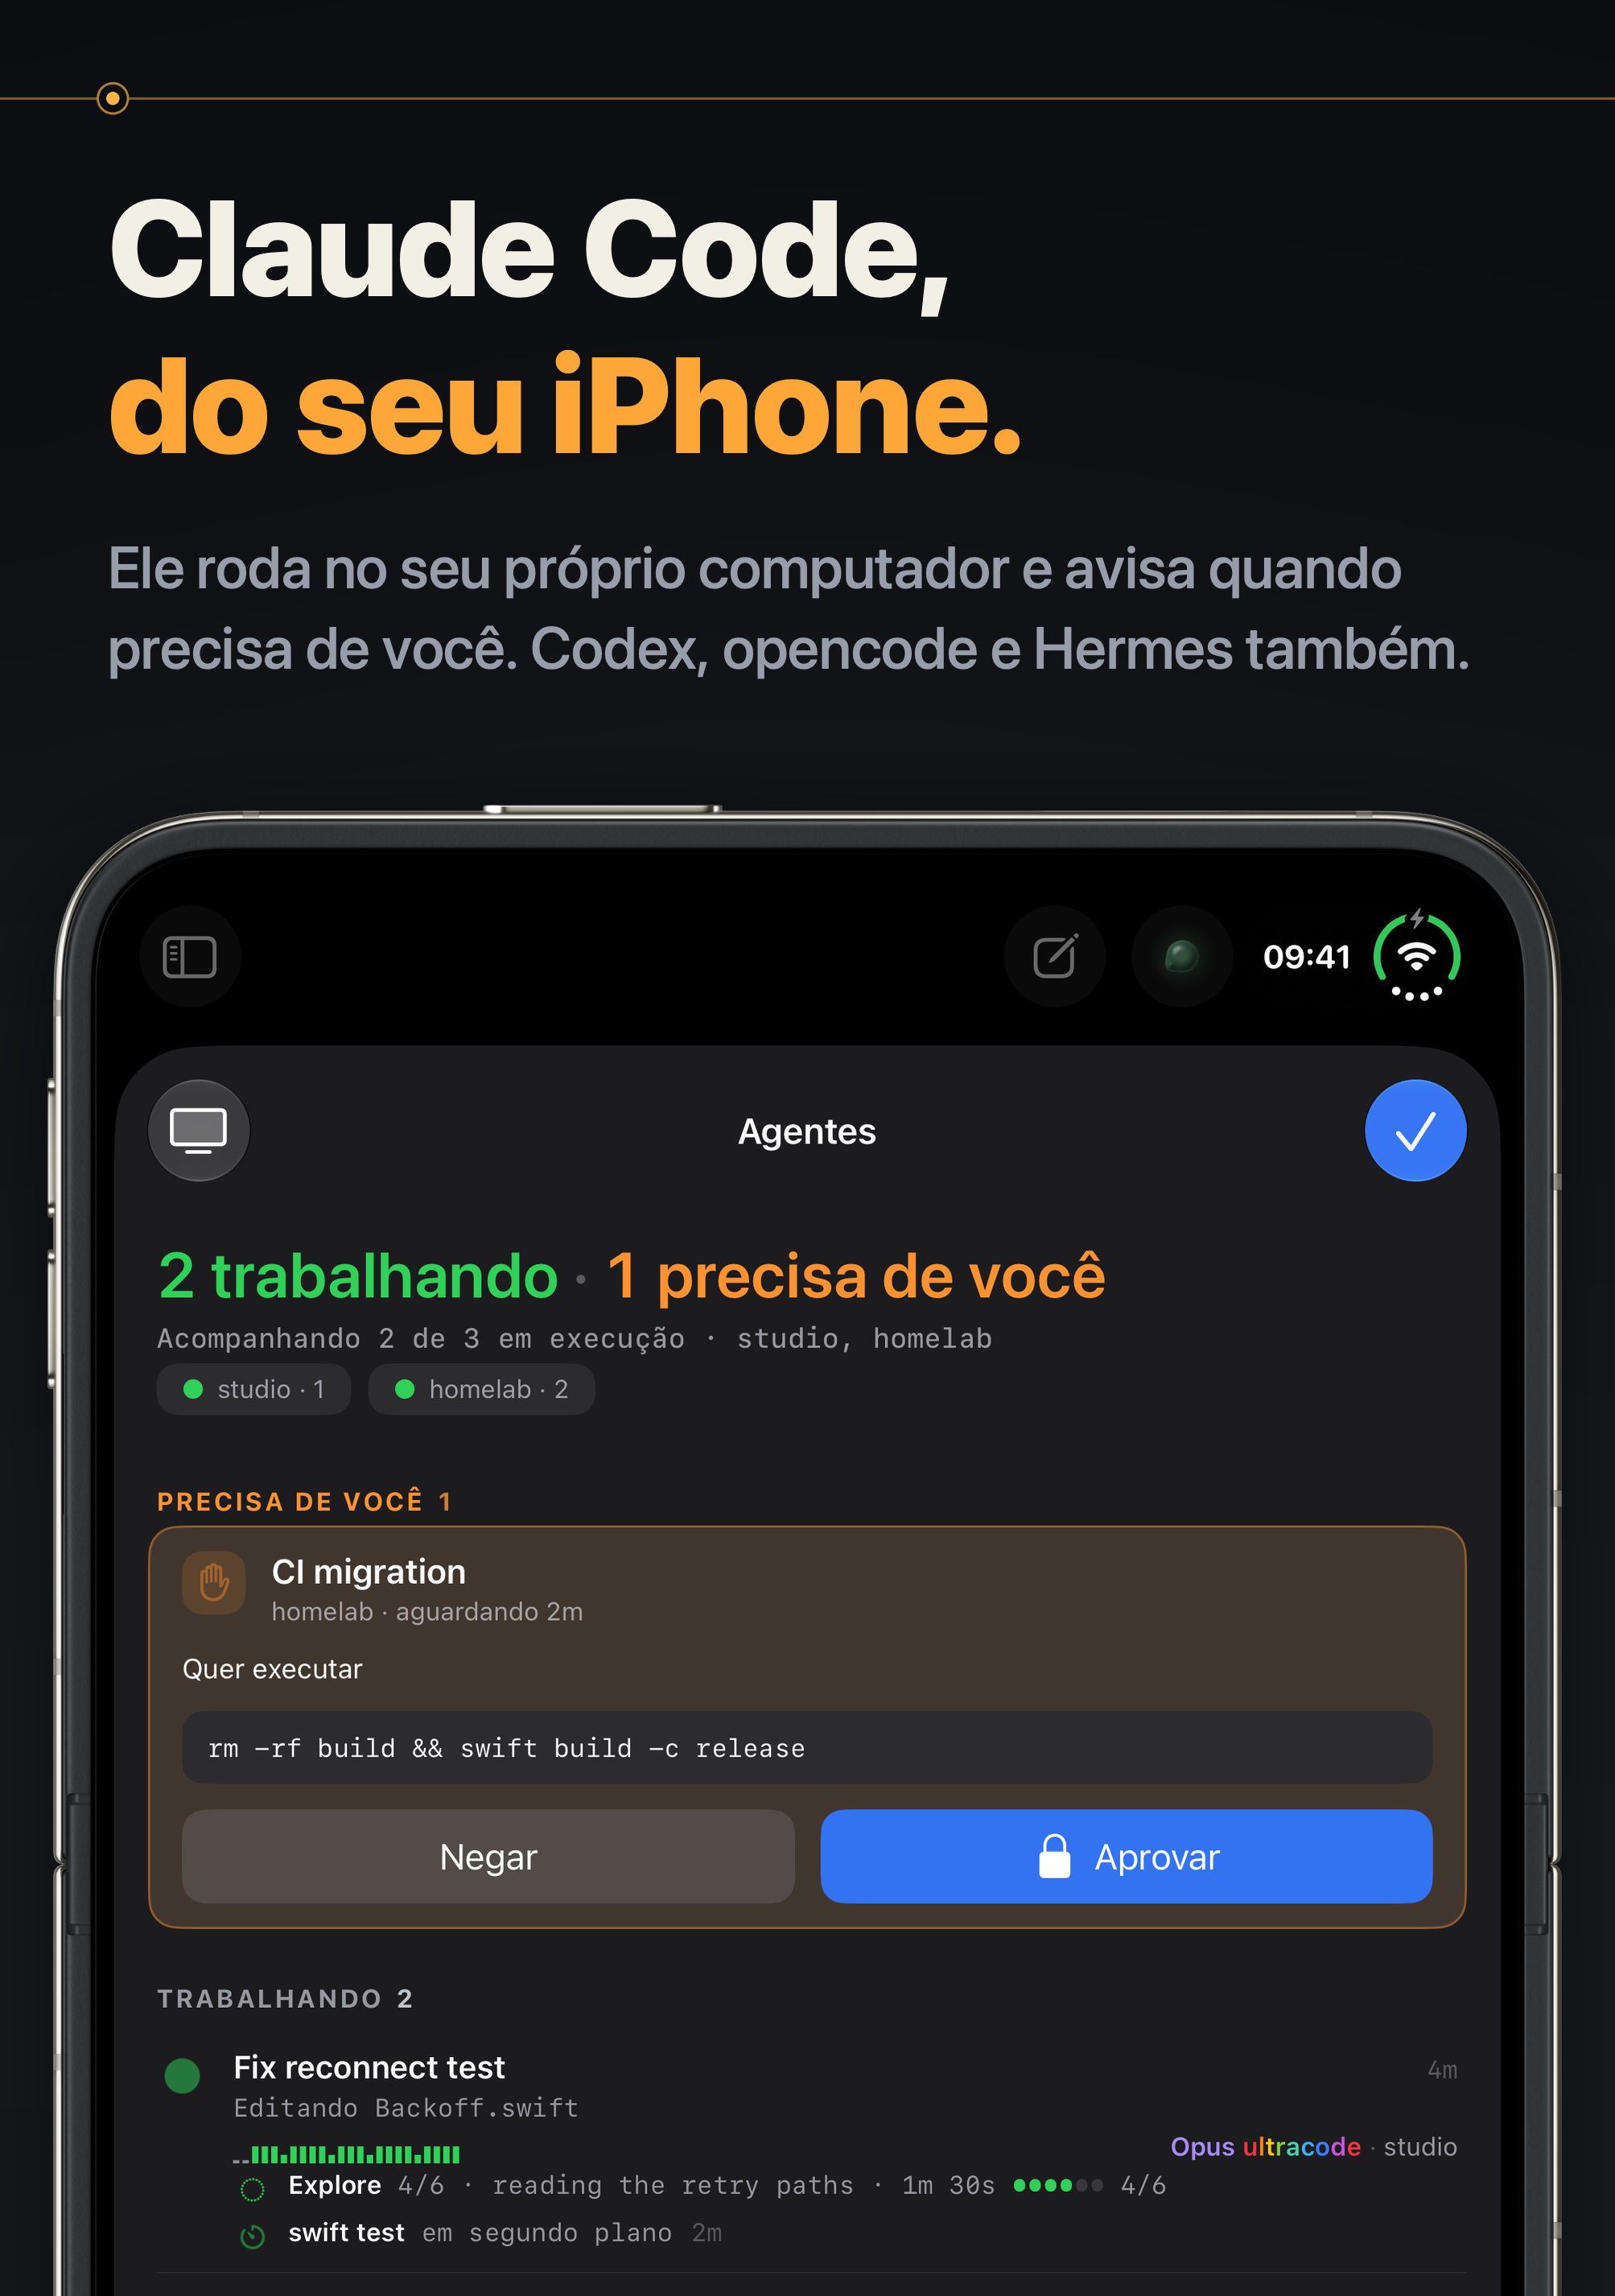 Claude Code,
do seu iPhone.
Ele roda no seu próprio computador e avisa quando
precisa de você. Codex, opencode e Hermes também.
09:41
Agentes
2 trabalhando · 1 precisa de você
Acompanhando 2 de 3 em execução · studio, homelab
studio · 1
homelab · 2
PRECISA DE VOCÊ 1
CI migration
homelab · aguardando 2m
Quer executar
rm -rf build && swift build -c release
Negar
Aprovar
TRABALHANDO 2
Fix reconnect test
4m
Editando Backoff.swift
Opus ultracode · studio
Explore 4/6 · reading the retry paths · 1m 30s 4/6
swift test em segundo plano 2m